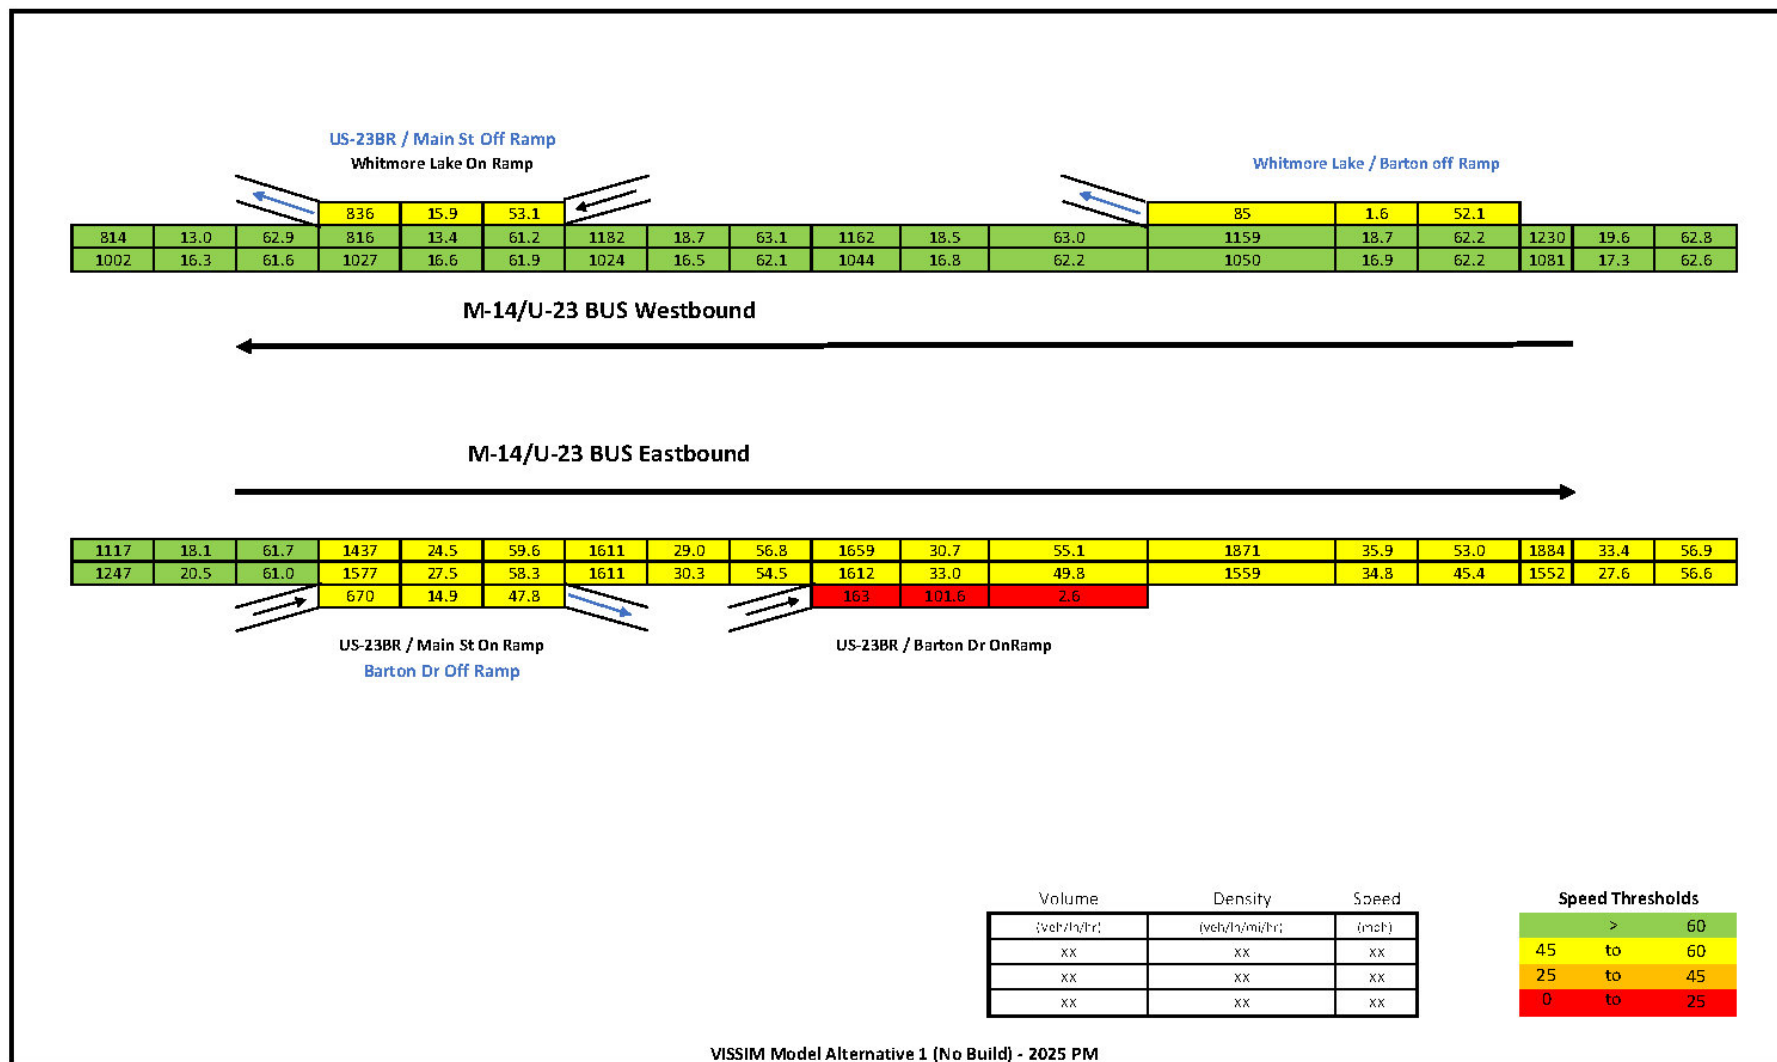 US-23BR / Main St Off Ramp
Whitmore Lake On Ramp
Whitmore Lake / Barton off Ramp
836 15.9 53.1 85 1.6 52.1
814 13.0 62.9 816 13.4 61.2 1182 18.7 63.1 1162 18.5 63.0 1159 18.7 62.2 1230 19.6 62.8
1002 16.3 61.6 1027 16.6 61.9 1024 16.5 62.1 1044 16.8 62.2 1050 16.9 62.2 1081 17.3 62.6
M-14/U-23 BUS Westbound
M-14/U-23 BUS Eastbound
1117 18.1 61.7 1437 24.5 59.6 1611 29.0 56.8 1659 30.7 55.1 1871 35.9 53.0 1884 33.4 56.9
1247 20.5 61.0 1577 27.5 58.3 1611 30.3 54.5 1612 33.0 49.8 1559 34.8 45.4 1552 27.6 56.6
670 14.9 47.8 163 101.6 2.6
US-23BR / Main St On Ramp
Barton Dr Off Ramp
US-23BR / Barton Dr OnRamp
Volume Density Speed
(veh/ln/hr) (veh/ln/mi/hr) (mph)
xx xx xx
xx xx xx
xx xx xx
Speed Thresholds
> 60
45 to 60
25 to 45
0 to 25
VISSIM Model Alternative 1 (No Build) - 2025 PM